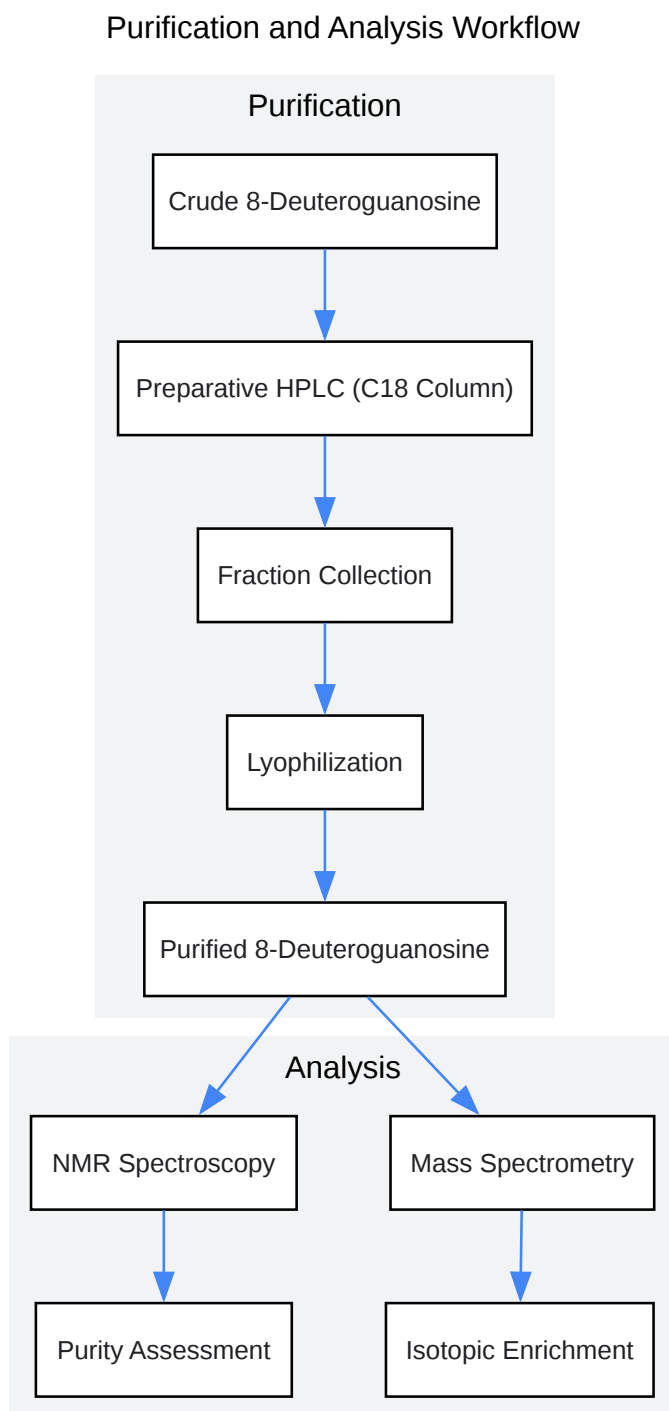 Purification and Analysis Workflow
Purification
Crude 8-Deuteroguanosine
Preparative HPLC (C18 Column)
Fraction Collection
Lyophilization
Purified 8-Deuteroguanosine
Analysis
NMR Spectroscopy
Mass Spectrometry
Purity Assessment
Isotopic Enrichment